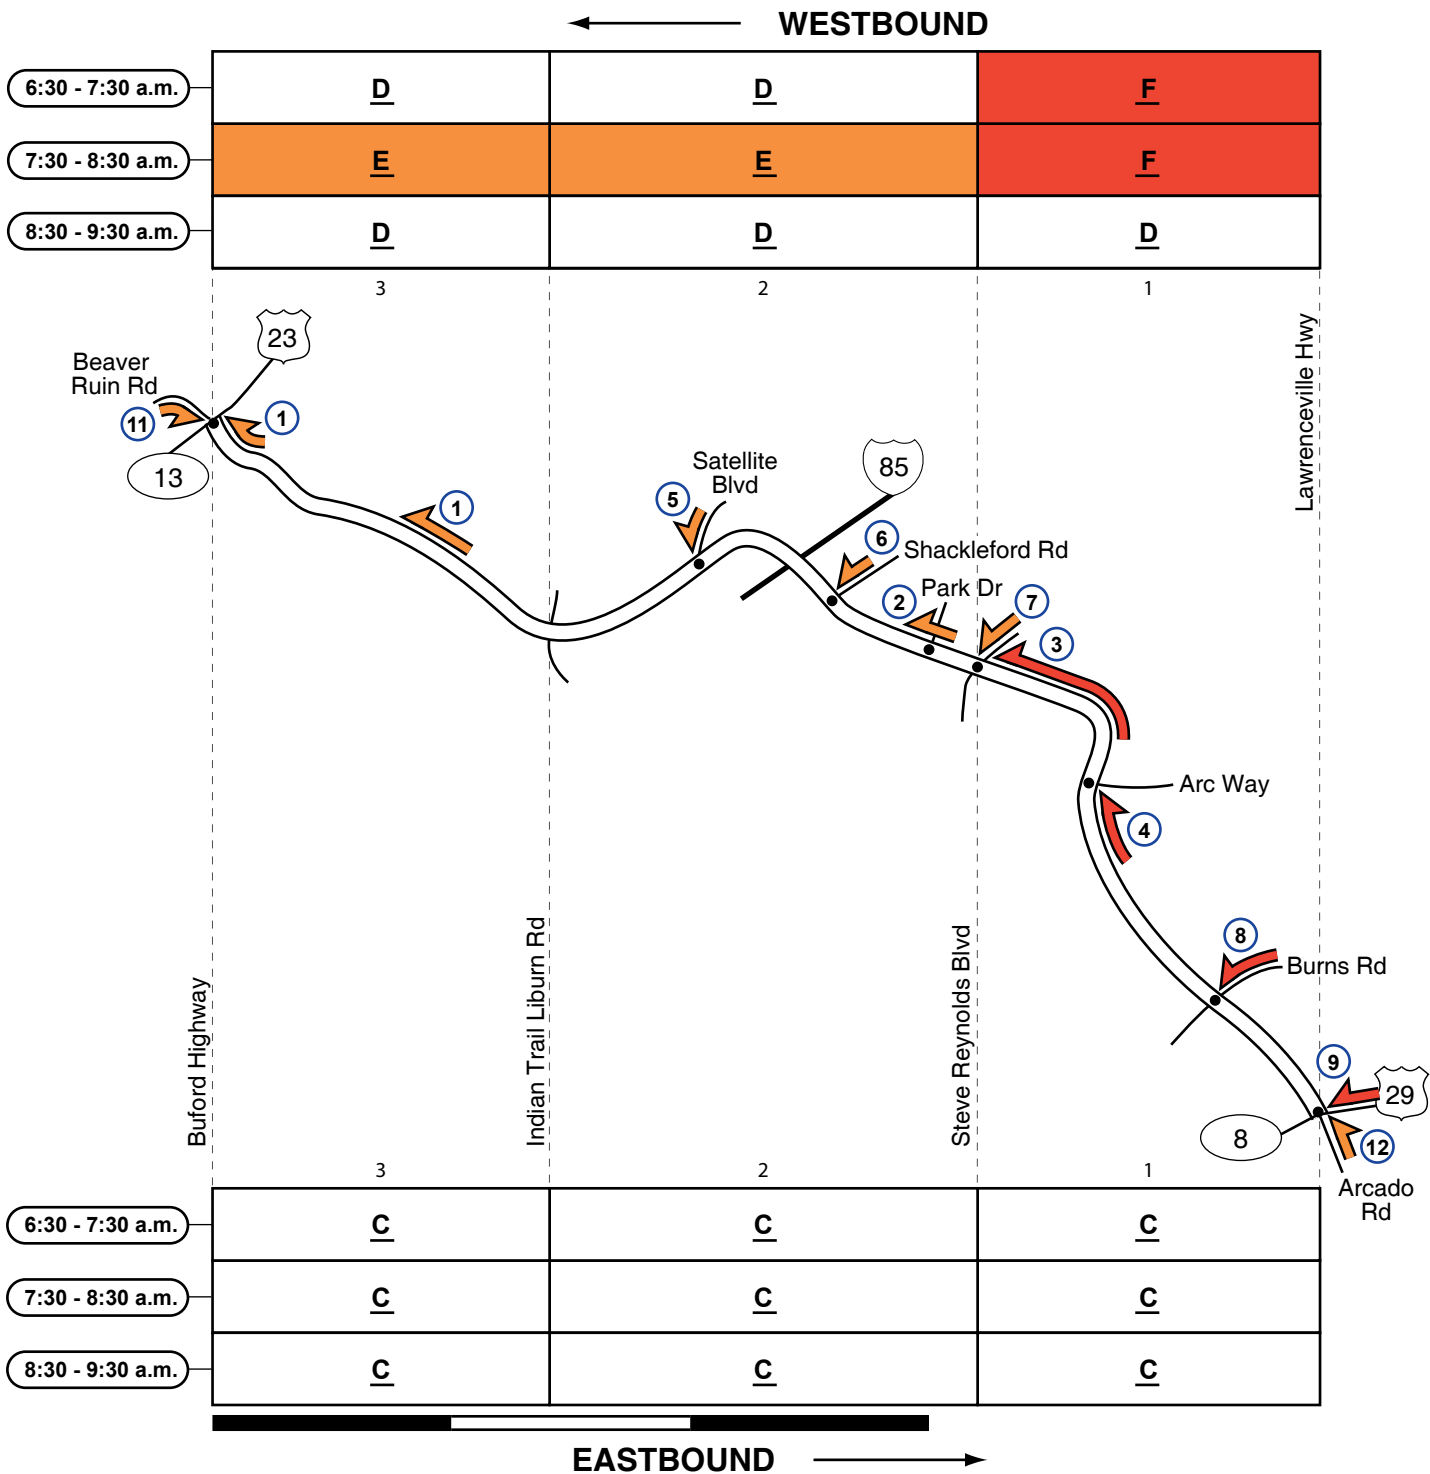 WESTBOUND
6:30 - 7:30 a.m. D D F
7:30 - 8:30 a.m. E E F
8:30 - 9:30 a.m. D D D
3 2 1
23
Beaver
Ruin Rd
11
1
13
Lawrenceville Hwy
Satellite
Blvd
85
5
1
6
Shackleford Rd
Park Dr
2
7
3
Arc Way
4
8
Burns Rd
Buford Highway
Indian Trail Liburn Rd
Steve Reynolds Blvd
9
29
8
12
Arcado
Rd
3 2 1
6:30 - 7:30 a.m. C C C
7:30 - 8:30 a.m. C C C
8:30 - 9:30 a.m. C C C
EASTBOUND